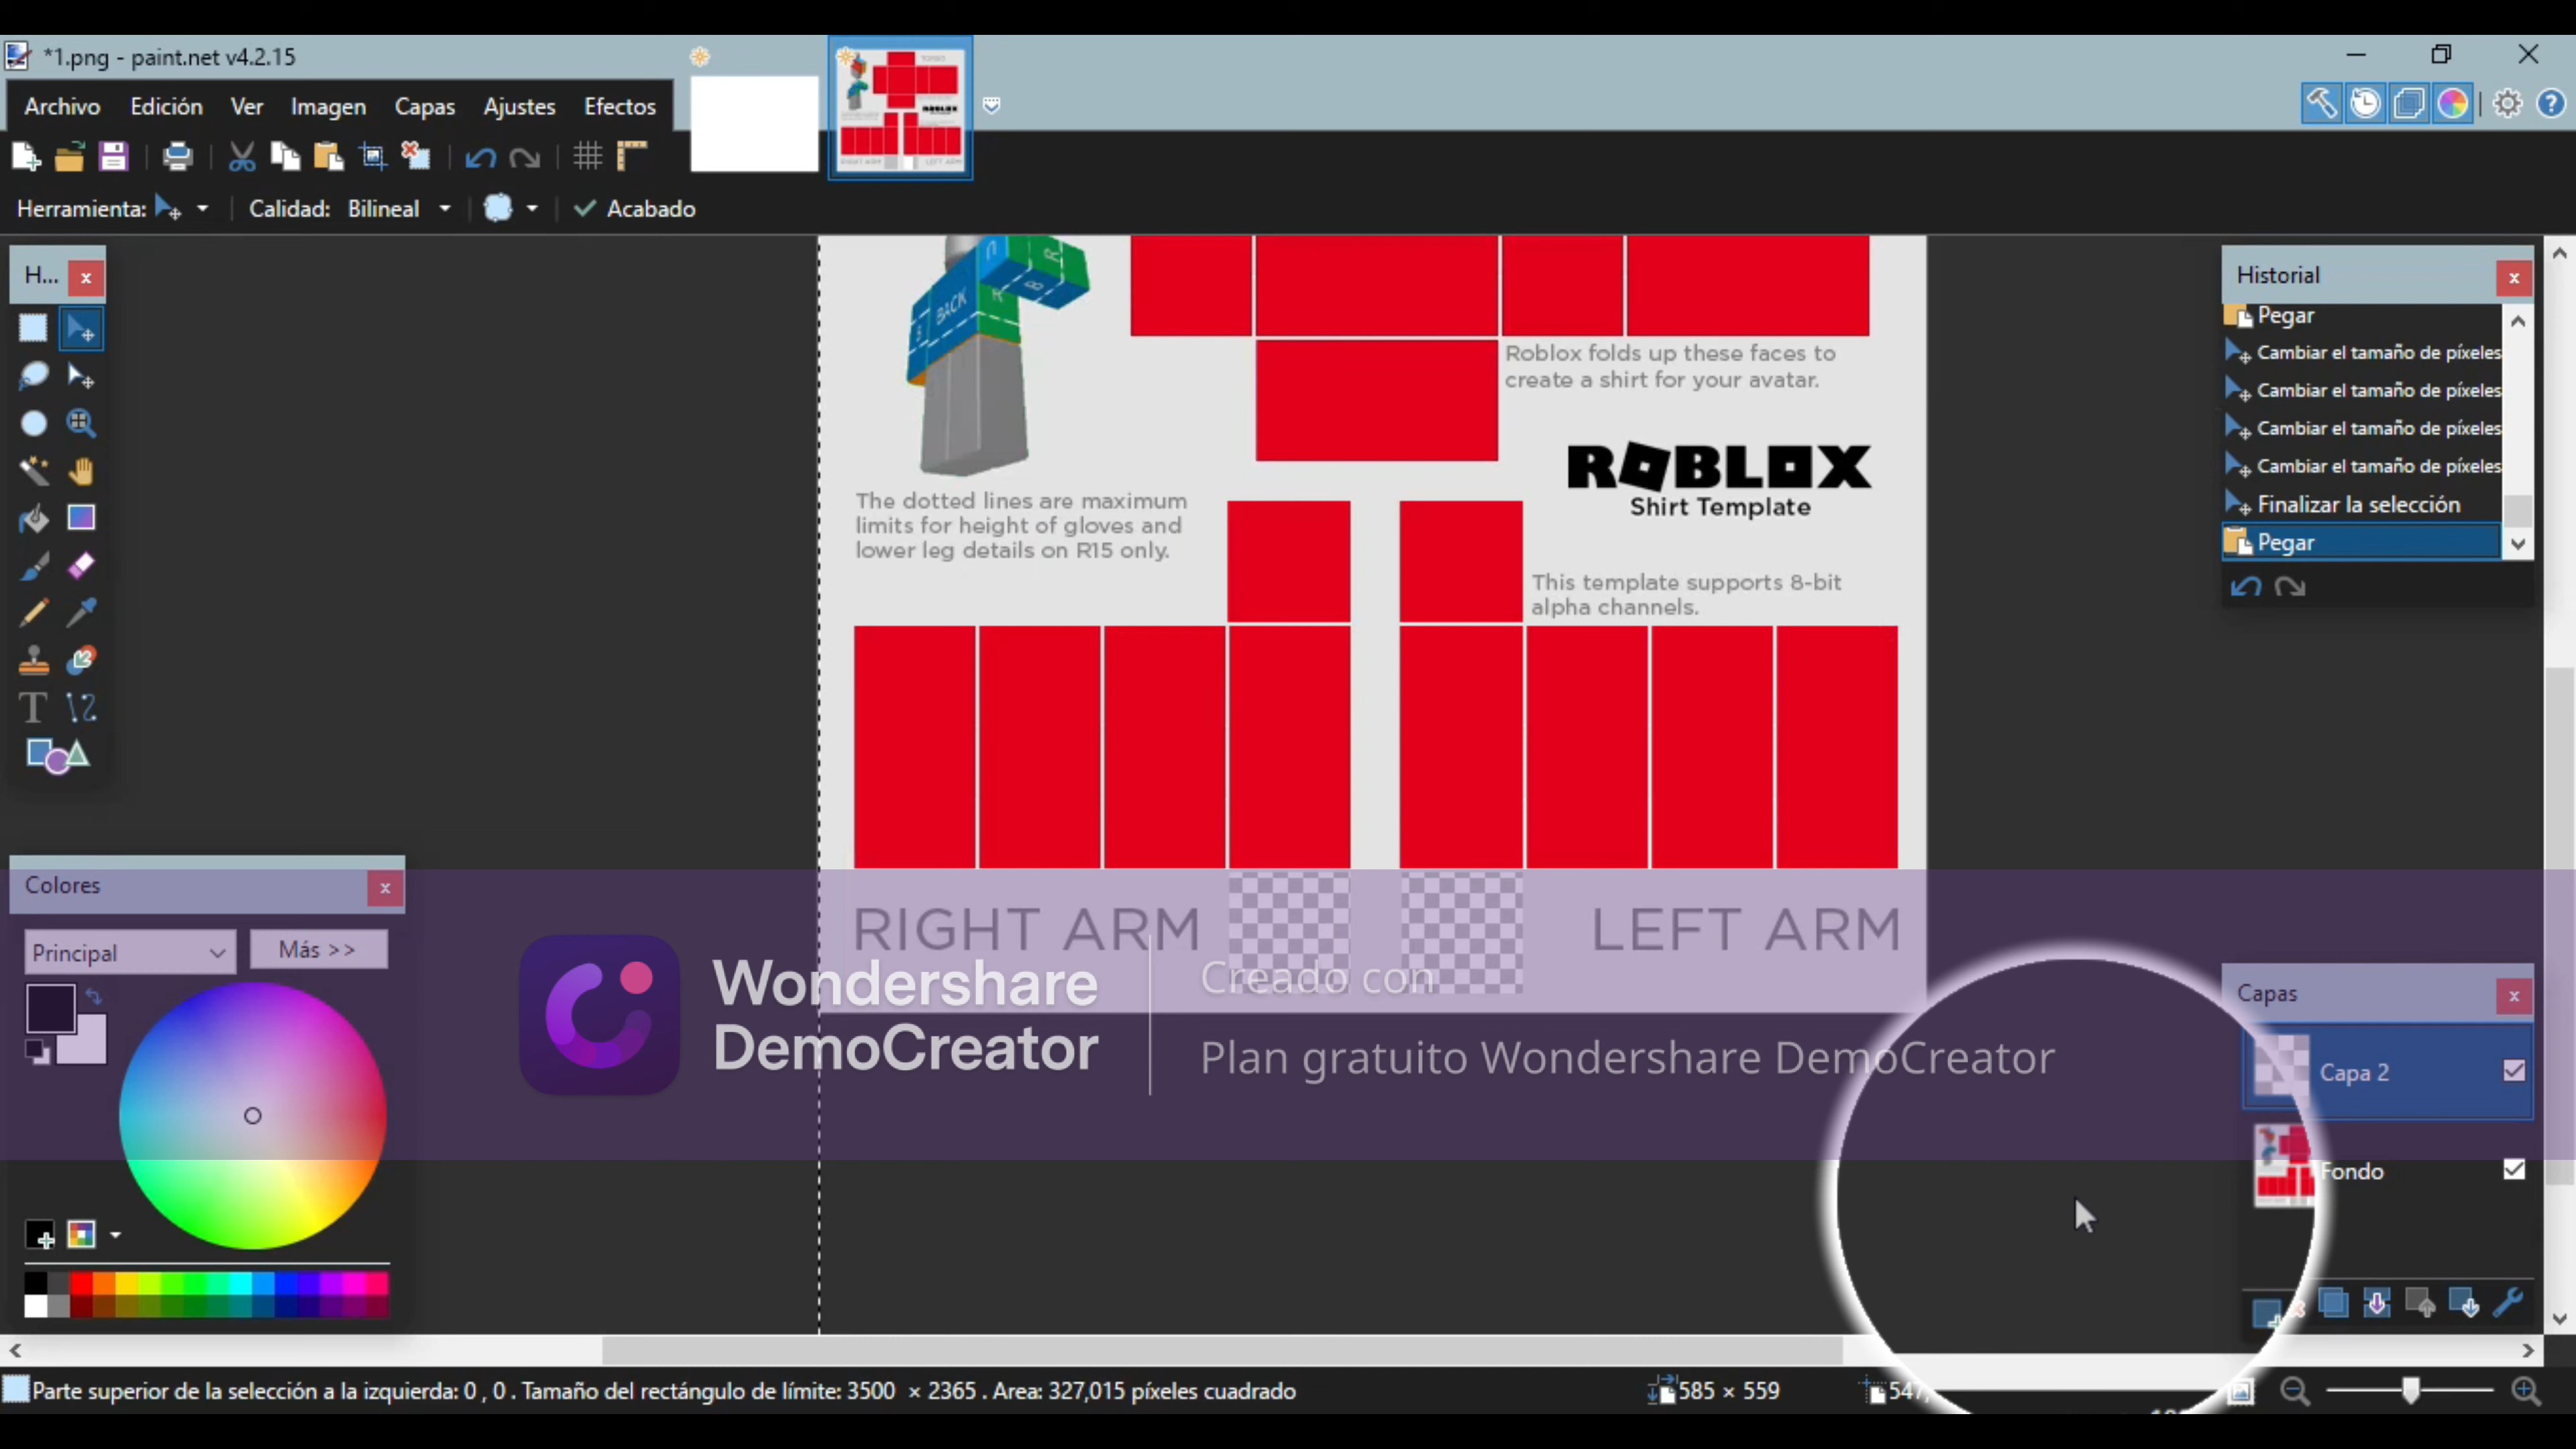 *1.png - paint.net v4.2.15
Archivo Edición Ver Imagen Capas Ajustes Efectos
Herramienta: Calidad: Bilineal Acabado
H...
Historial
Pegar
Cambiar el tamaño de píxeles
Cambiar el tamaño de píxeles
Cambiar el tamaño de píxeles
Cambiar el tamaño de píxeles
Finalizar la selección
Pegar
BACK
R
B
R
Roblox folds up these faces to
create a shirt for your avatar.
ROBLOX
Shirt Template
The dotted lines are maximum
limits for height of gloves and
lower leg details on R15 only.
This template supports 8-bit
alpha channels.
RIGHT ARM
LEFT ARM
Colores
Principal
Más >>
Wondershare
DemoCreator
Creado con
Plan gratuito Wondershare DemoCreator
Capas
Capa 2
Fondo
Parte superior de la selección a la izquierda: 0 , 0 . Tamaño del rectángulo de límite: 3500 × 2365 . Area: 327,015 píxeles cuadrado
585 × 559
547,